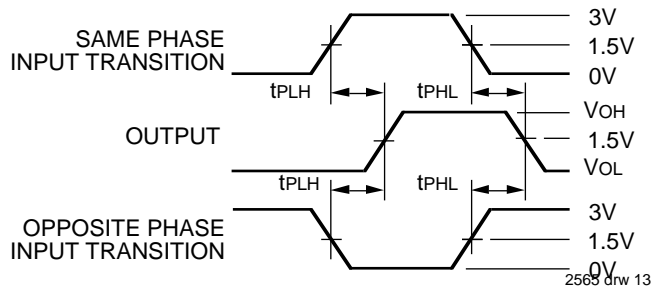 SAME PHASE
INPUT TRANSITION
3V
1.5V
0V
tPLH
tPHL
OUTPUT
VOH
1.5V
VOL
tPLH
tPHL
OPPOSITE PHASE
INPUT TRANSITION
3V
1.5V
0V
2565 drw 13